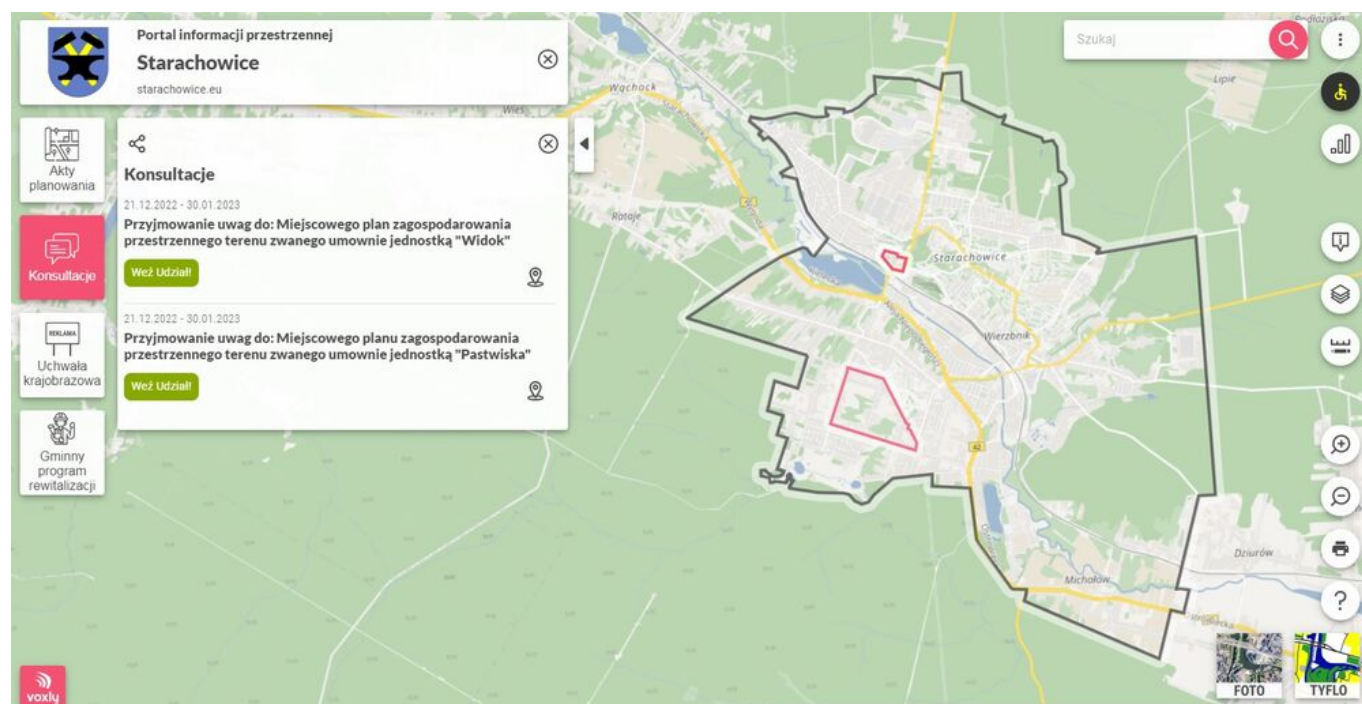 Portal informacji przestrzennej
Starachowice
starachowice.eu
Szukaj
Akty
planowania
Konsultacje
Uchwała
krajobrazowa
Gminny
program
rewitalizacji
REKLAMA
Konsultacje
21.12.2022 - 30.01.2023
Przyjmowanie uwag do: Miejscowego plan zagospodarowania
przestrzennego terenu zwanego umownie jednostką "Widok"
Weź Udział!
21.12.2022 - 30.01.2023
Przyjmowanie uwag do: Miejscowego planu zagospodarowania
przestrzennego terenu zwanego umownie jednostką "Pastwiska"
Weź Udział!
Wąchock
Starachowicka
Wieś
Rataje
Lipie
Starachowice
Wierzbnik
42
Michałów
Dziurów
FOTO
TYFLO
voxly